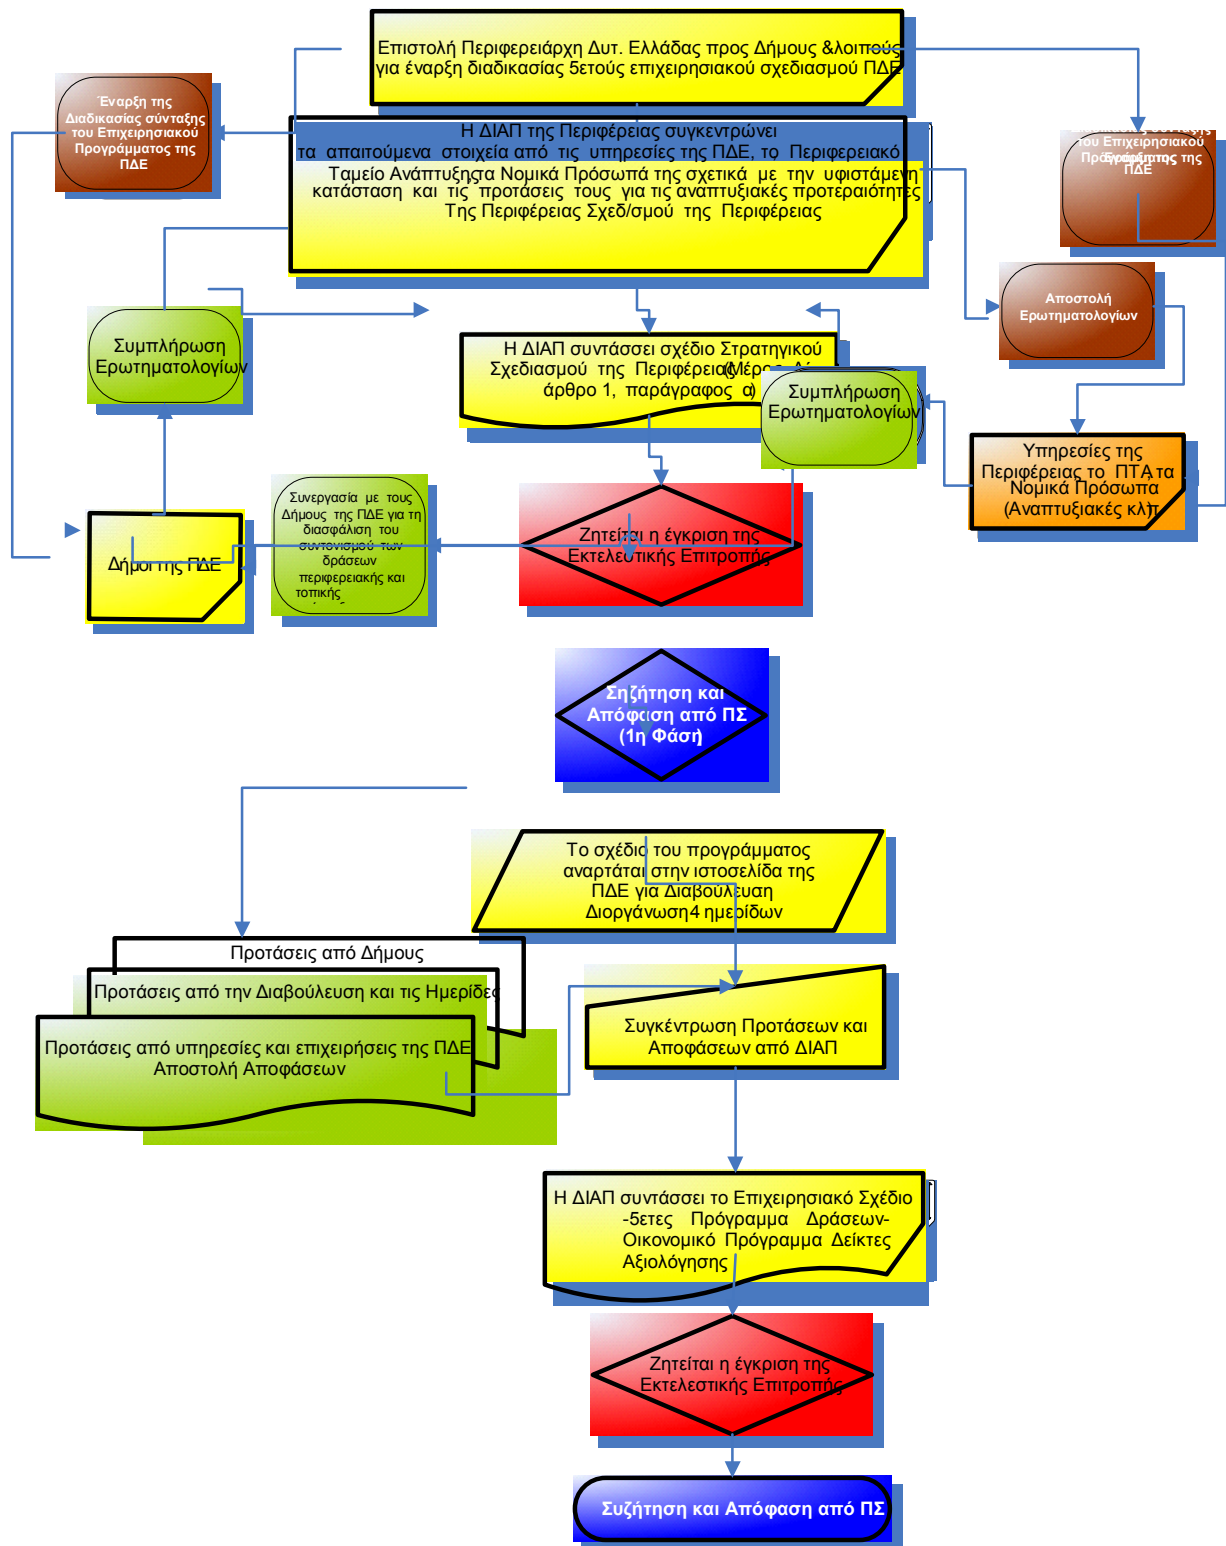 Επιστολή Περιφερειάρχη Δυτ. Ελλάδας προς Δήμους &λοιπούς
για έναρξη διαδικασίας 5ετούς επιχειρησιακού σχεδιασμού ΠΔΕ
Έναρξη της
Διαδικασίας σύνταξης
του Επιχειρησιακού
Προγράμματος της
ΠΔΕ
Η ΔΙΑΠ της Περιφέρειας συγκεντρώνει
τα απαιτούμενα στοιχεία από τις υπηρεσίες της ΠΔΕ, το Περιφερειακό
Ταμείο Ανάπτυξης,τα Νομικά Πρόσωπά της σχετικά με την υφιστάμενη
κατάσταση και τις προτάσεις τους για τις αναπτυξιακές προτεραιότητες
Της Περιφέρειας Σχεδ/σμού της Περιφέρειας
του Επιχειρησιακού
Προγράμματος της
ΠΔΕ
Αποστολή
Ερωτηματολογίων
Συμπλήρωση
Ερωτηματολογίων
Η ΔΙΑΠ συντάσσει σχέδιο Στρατηγικού
Σχεδιασμού της Περιφέρειας
άρθρο 1, παράγραφος α)
Συμπλήρωση
Ερωτηματολογίων
Υπηρεσίες της
Περιφέρειας το ΠΤΑ τα
Νομικά Πρόσωπα
(Αναπτυξιακές κλπ
Συνεργασία με τους
Δήμους της ΠΔΕ για τη
διασφάλιση του
συντονισμού των
δράσεων
περιφερειακής και
τοπικής
Ζητείται η έγκριση της
Εκτελεστικής Επιτροπής
Δήμοι της ΠΔΕ
Σηζήτηση και
Απόφαση από ΠΣ
(1η Φάση)
Το σχέδιο του προγράμματος
αναρτάται στην ιστοσελίδα της
ΠΔΕ για Διαβούλευση
Διοργάνωση4 ημερίδων
Προτάσεις από Δήμους
Προτάσεις από την Διαβούλευση και τις Ημερίδες
Προτάσεις από υπηρεσίες και επιχειρήσεις της ΠΔΕ
Αποστολή Αποφάσεων
Συγκέντρωση Προτάσεων και
Αποφάσεων από ΔΙΑΠ
Η ΔΙΑΠ συντάσσει το Επιχειρησιακό Σχέδιο
-5ετες Πρόγραμμα Δράσεων-
Οικονομικό Πρόγραμμα Δείκτες
Αξιολόγησης
Ζητείται η έγκριση της
Εκτελεστικής Επιτροπής
Συζήτηση και Απόφαση από ΠΣ